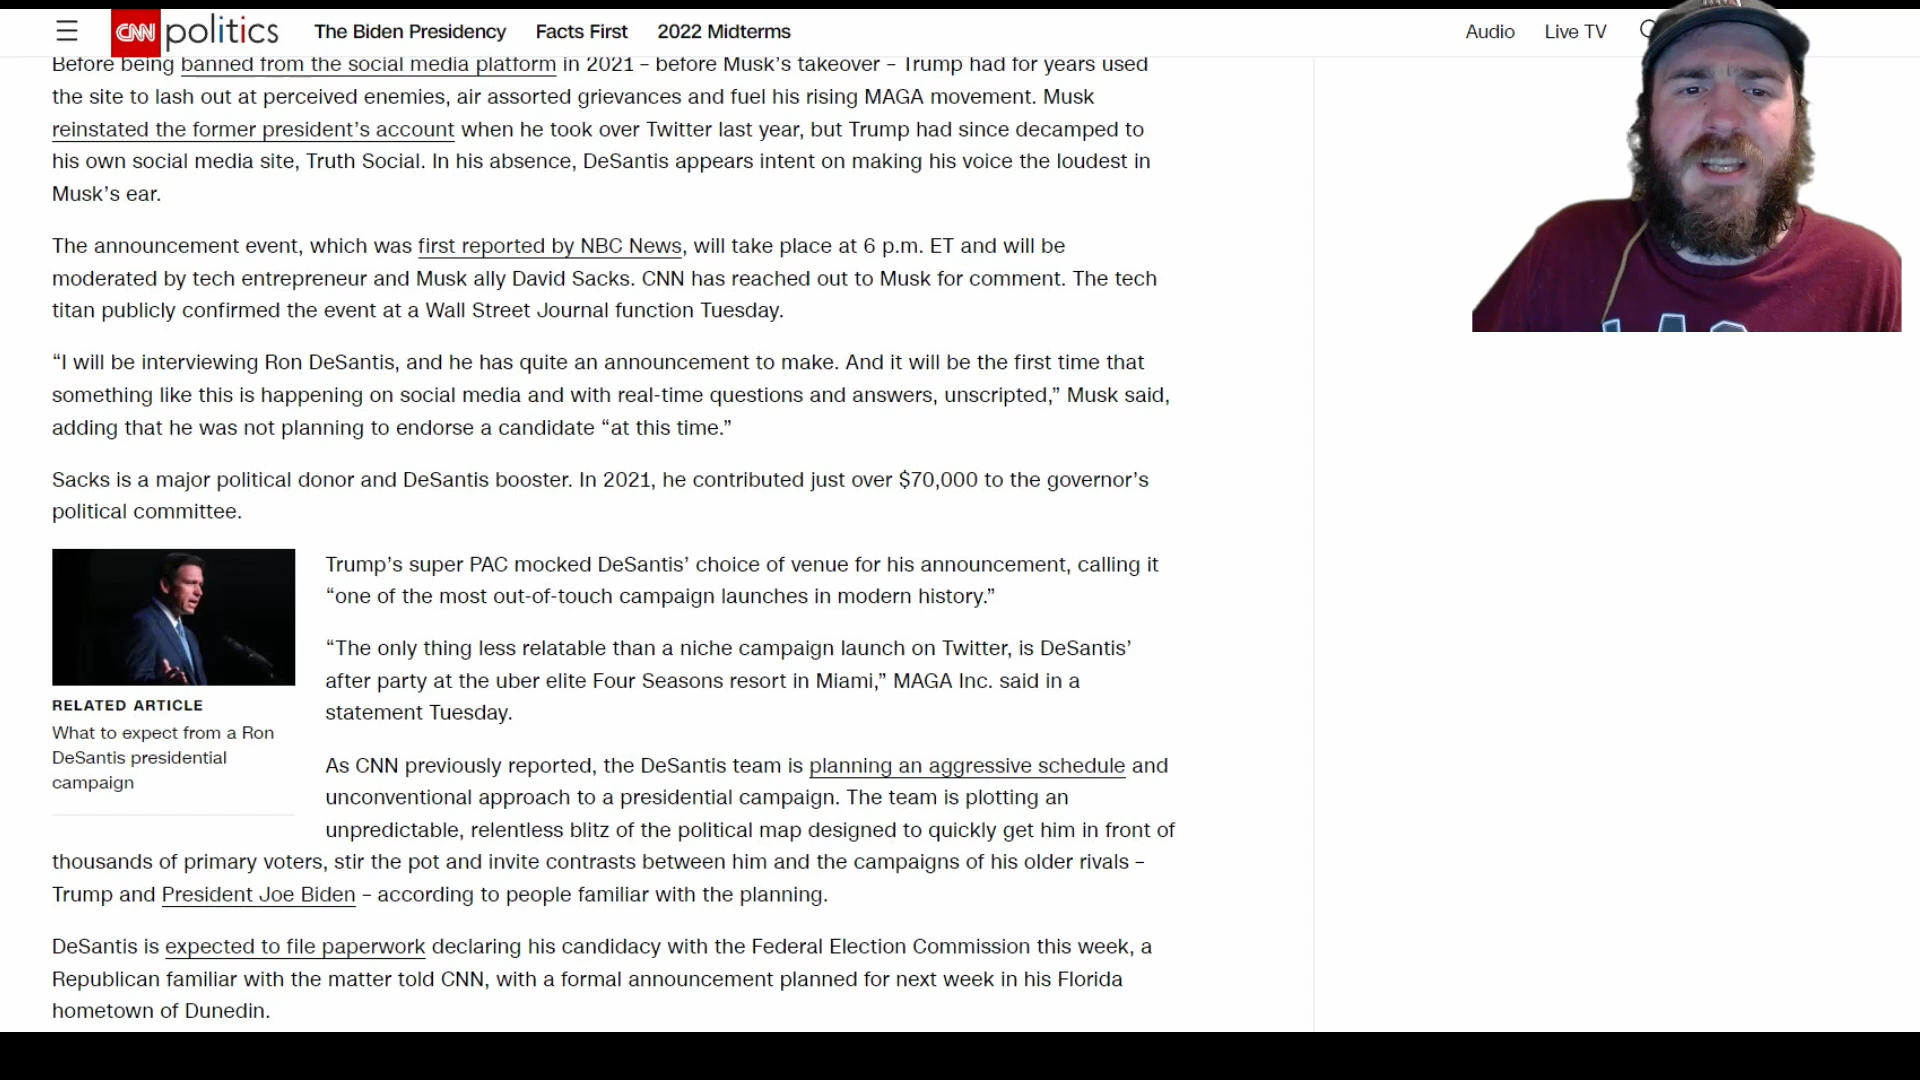 CNN politics The Biden Presidency Facts First 2022 Midterms Audio Live TV
Before being banned from the social media platform in 2021 – before Musk’s takeover – Trump had for years used
the site to lash out at perceived enemies, air assorted grievances and fuel his rising MAGA movement. Musk
reinstated the former president’s account when he took over Twitter last year, but Trump had since decamped to
his own social media site, Truth Social. In his absence, DeSantis appears intent on making his voice the loudest in
Musk’s ear.
The announcement event, which was first reported by NBC News, will take place at 6 p.m. ET and will be
moderated by tech entrepreneur and Musk ally David Sacks. CNN has reached out to Musk for comment. The tech
titan publicly confirmed the event at a Wall Street Journal function Tuesday.
“I will be interviewing Ron DeSantis, and he has quite an announcement to make. And it will be the first time that
something like this is happening on social media and with real-time questions and answers, unscripted,” Musk said,
adding that he was not planning to endorse a candidate “at this time.”
Sacks is a major political donor and DeSantis booster. In 2021, he contributed just over $70,000 to the governor’s
political committee.
RELATED ARTICLE
What to expect from a Ron
DeSantis presidential
campaign
Trump’s super PAC mocked DeSantis’ choice of venue for his announcement, calling it
“one of the most out-of-touch campaign launches in modern history.”
“The only thing less relatable than a niche campaign launch on Twitter, is DeSantis’
after party at the uber elite Four Seasons resort in Miami,” MAGA Inc. said in a
statement Tuesday.
As CNN previously reported, the DeSantis team is planning an aggressive schedule and
unconventional approach to a presidential campaign. The team is plotting an
unpredictable, relentless blitz of the political map designed to quickly get him in front of
thousands of primary voters, stir the pot and invite contrasts between him and the campaigns of his older rivals –
Trump and President Joe Biden – according to people familiar with the planning.
DeSantis is expected to file paperwork declaring his candidacy with the Federal Election Commission this week, a
Republican familiar with the matter told CNN, with a formal announcement planned for next week in his Florida
hometown of Dunedin.